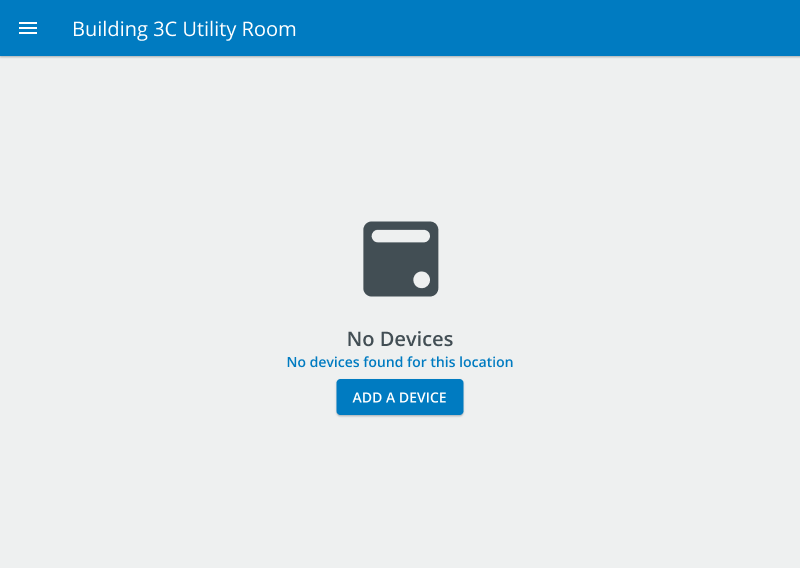 Building 3C Utility Room
No Devices
No devices found for this location
ADD A DEVICE